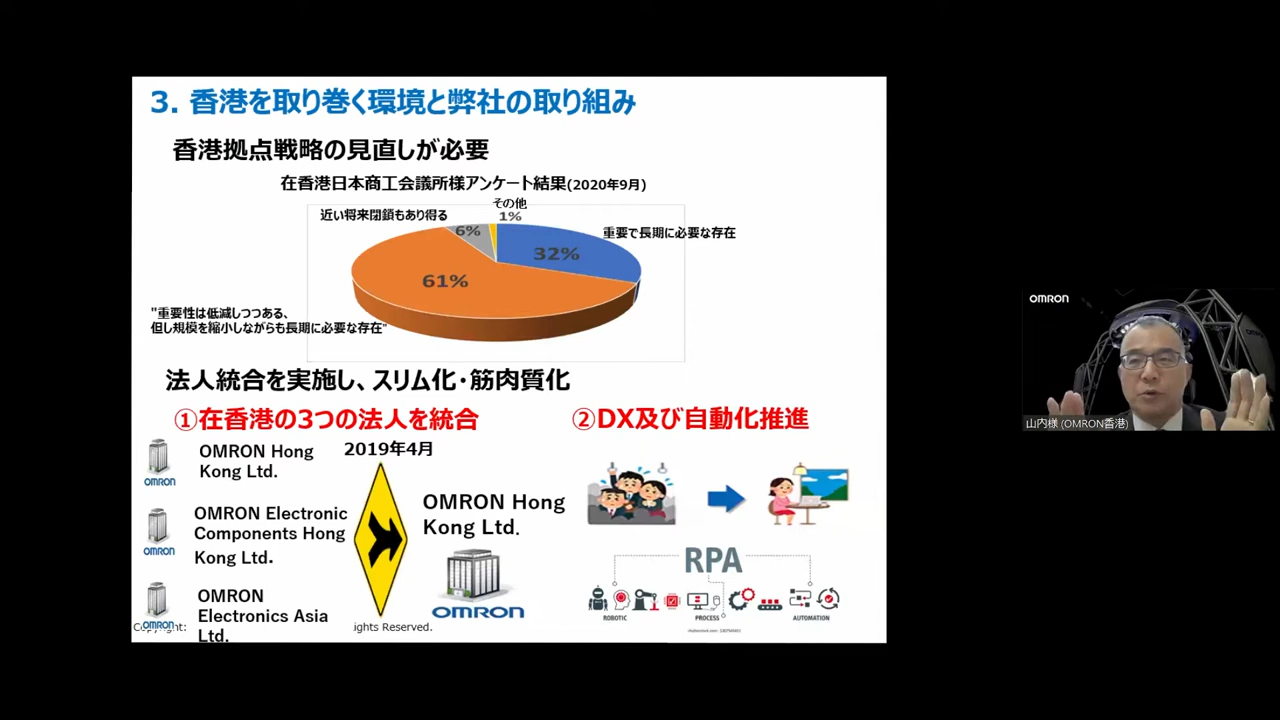 3. 香港を取り巻く環境と弊社の取り組み
香港拠点戦略の見直しが必要
在香港日本商工会議所様アンケート結果(2020年9月)
その他
1%
近い将来閉鎖もあり得る
6%
重要で長期に必要な存在
32%
61%
"重要性は低減しつつある、
但し規模を縮小しながらも長期に必要な存在"
法人統合を実施し、スリム化・筋肉質化
①在香港の3つの法人を統合
2019年4月
OMRON
OMRON Hong
Kong Ltd.
OMRON
OMRON Electronic
Components Hong
Kong Ltd.
OMRON
OMRON
Electronics Asia
Ltd.
OMRON Hong
Kong Ltd.
OMRON
②DX及び自動化推進
RPA
ROBOTIC
PROCESS
AUTOMATION
ights Reserved.
OMRON
山内様 (OMRON香港)